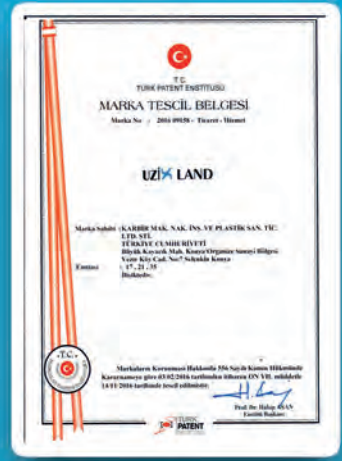 T.C.
TÜRK PATENT ENSTİTÜSÜ
MARKA TESCİL BELGESİ
Marka No : 2016 09158 - Ticaret - Hizmet
UZİX LAND
Marka Sahibi : KARBİR MAK. NAK. İNŞ. VE PLASTİK SAN. TİC.
LTD. ŞTİ.
TÜRKİYE CUMHURİYETİ
Büyük Kayacık Mah. Konya Organize Sanayi Bölgesi
Cad. No:7 Selçuklu Konya
Emtiası : 17 , 21 , 35
T.C.
Markaların Korunması Hakkında 556 Sayılı Kanun Hükmünde
Kararnameye göre 03/02/2016 tarihinden itibaren ON YIL müddetle
14/11/2016 tarihinde tescil edilmiştir.
Prof. Dr. Habip ASAN
Enstitü Başkanı
TÜRK
PATENT